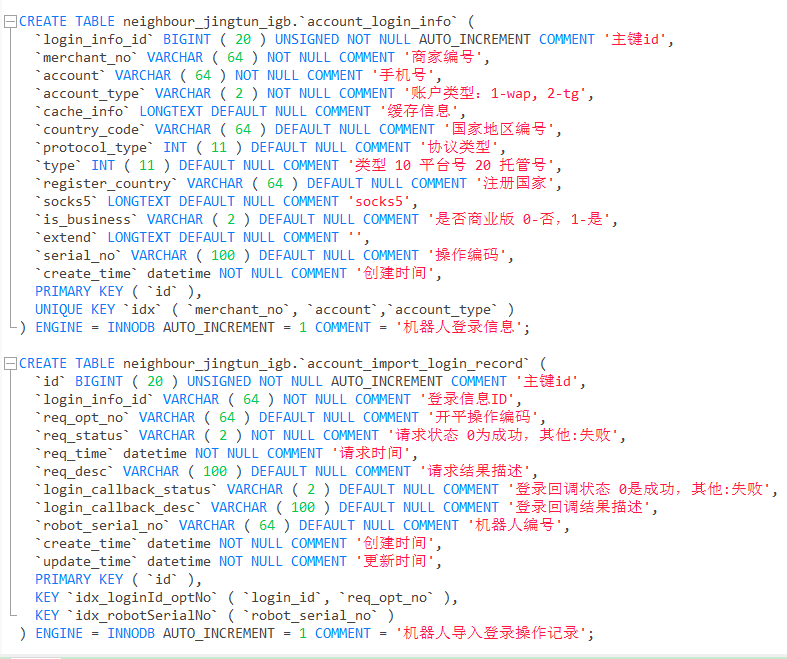 CREATE TABLE neighbour_jingtun_igb.`account_login_info` (
`login_info_id` BIGINT ( 20 ) UNSIGNED NOT NULL AUTO_INCREMENT COMMENT '主键id',
`merchant_no` VARCHAR ( 64 ) NOT NULL COMMENT '商家编号',
`account` VARCHAR ( 64 ) NOT NULL COMMENT '手机号',
`account_type` VARCHAR ( 2 ) NOT NULL COMMENT '账户类型：1-wap, 2-tg',
`cache_info` LONGTEXT DEFAULT NULL COMMENT '缓存信息',
`country_code` VARCHAR ( 64 ) DEFAULT NULL COMMENT '国家地区编号',
`protocol_type` INT ( 11 ) DEFAULT NULL COMMENT '协议类型',
`type` INT ( 11 ) DEFAULT NULL COMMENT '类型 10 平台号 20 托管号',
`register_country` VARCHAR ( 64 ) DEFAULT NULL COMMENT '注册国家',
`socks5` LONGTEXT DEFAULT NULL COMMENT 'socks5',
`is_business` VARCHAR ( 2 ) DEFAULT NULL COMMENT '是否商业版 0-否，1-是',
`extend` LONGTEXT DEFAULT NULL COMMENT '',
`serial_no` VARCHAR ( 100 ) DEFAULT NULL COMMENT '操作编码',
`create_time` datetime NOT NULL COMMENT '创建时间',
PRIMARY KEY ( `id` ),
UNIQUE KEY `idx` ( `merchant_no`, `account`,`account_type` )
) ENGINE = INNODB AUTO_INCREMENT = 1 COMMENT = '机器人登录信息';
CREATE TABLE neighbour_jingtun_igb.`account_import_login_record` (
`id` BIGINT ( 20 ) UNSIGNED NOT NULL AUTO_INCREMENT COMMENT '主键id',
`login_info_id` VARCHAR ( 64 ) NOT NULL COMMENT '登录信息ID',
`req_opt_no` VARCHAR ( 64 ) DEFAULT NULL COMMENT '开平操作编码',
`req_status` VARCHAR ( 2 ) NOT NULL COMMENT '请求状态 0为成功，其他:失败',
`req_time` datetime NOT NULL COMMENT '请求时间',
`req_desc` VARCHAR ( 100 ) DEFAULT NULL COMMENT '请求结果描述',
`login_callback_status` VARCHAR ( 2 ) DEFAULT NULL COMMENT '登录回调状态 0是成功，其他:失败',
`login_callback_desc` VARCHAR ( 100 ) DEFAULT NULL COMMENT '登录回调结果描述',
`robot_serial_no` VARCHAR ( 64 ) DEFAULT NULL COMMENT '机器人编号',
`create_time` datetime NOT NULL COMMENT '创建时间',
`update_time` datetime NOT NULL COMMENT '更新时间',
PRIMARY KEY ( `id` ),
KEY `idx_loginId_optNo` ( `login_id`, `req_opt_no` ),
KEY `idx_robotSerialNo` ( `robot_serial_no` )
) ENGINE = INNODB AUTO_INCREMENT = 1 COMMENT = '机器人导入登录操作记录';